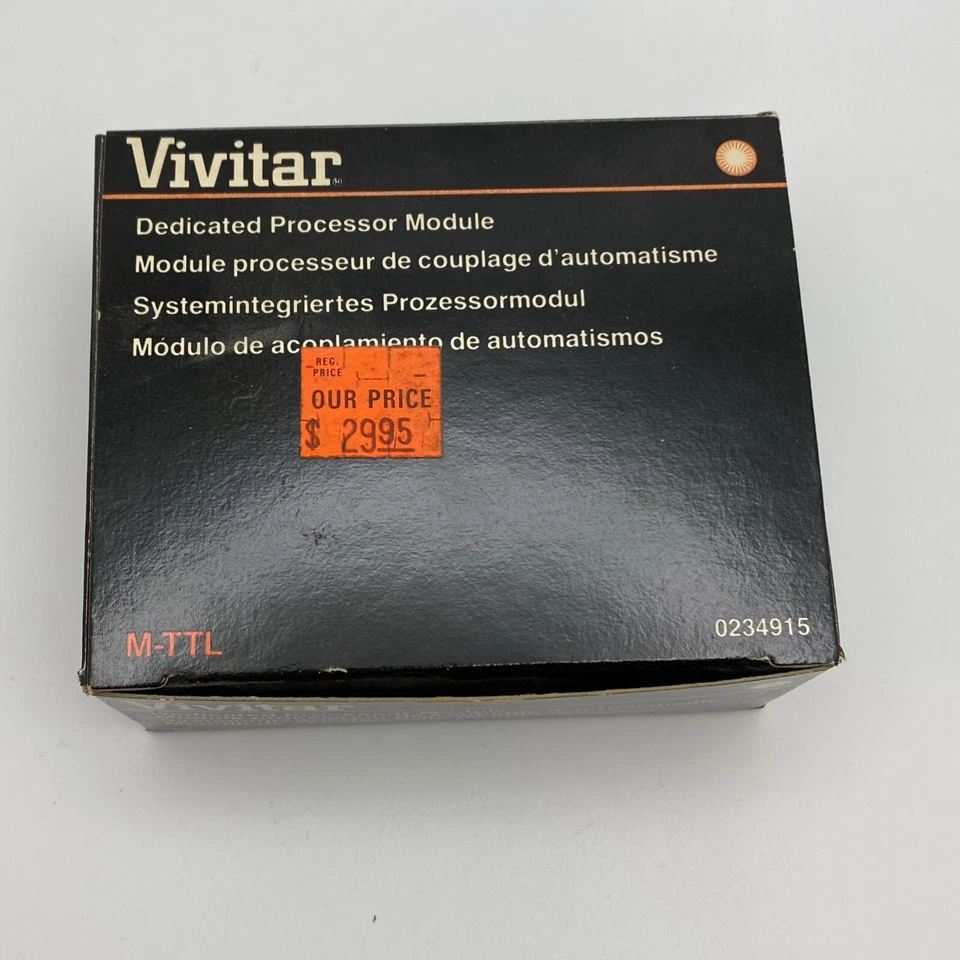 Vivitar
Dedicated Processor Module
Module processeur de couplage d'automatisme
Systemintegriertes Prozessormodul
Módulo de acoplamiento de automatismos
REG.
PRICE
OUR PRICE
$ 2995
M-TTL
0234915
Vivitar